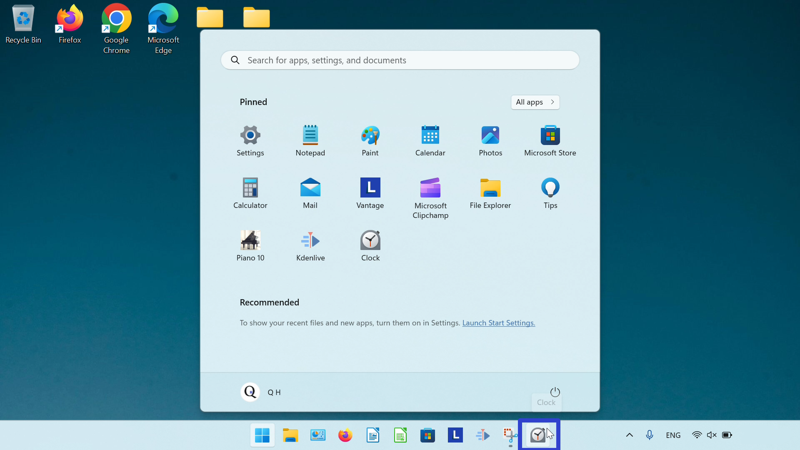 Recycle Bin
Firefox
Google
Chrome
Microsoft
Edge
Search for apps, settings, and documents
Pinned
All apps
Settings
Notepad
Paint
Calendar
Photos
Microsoft Store
Calculator
Mail
L
Vantage
Microsoft
Clipchamp
File Explorer
Tips
Piano 10
Kdenlive
Clock
Recommended
To show your recent files and new apps, turn them on in Settings. Launch Start Settings.
Q
Q H
Clock
L
ENG